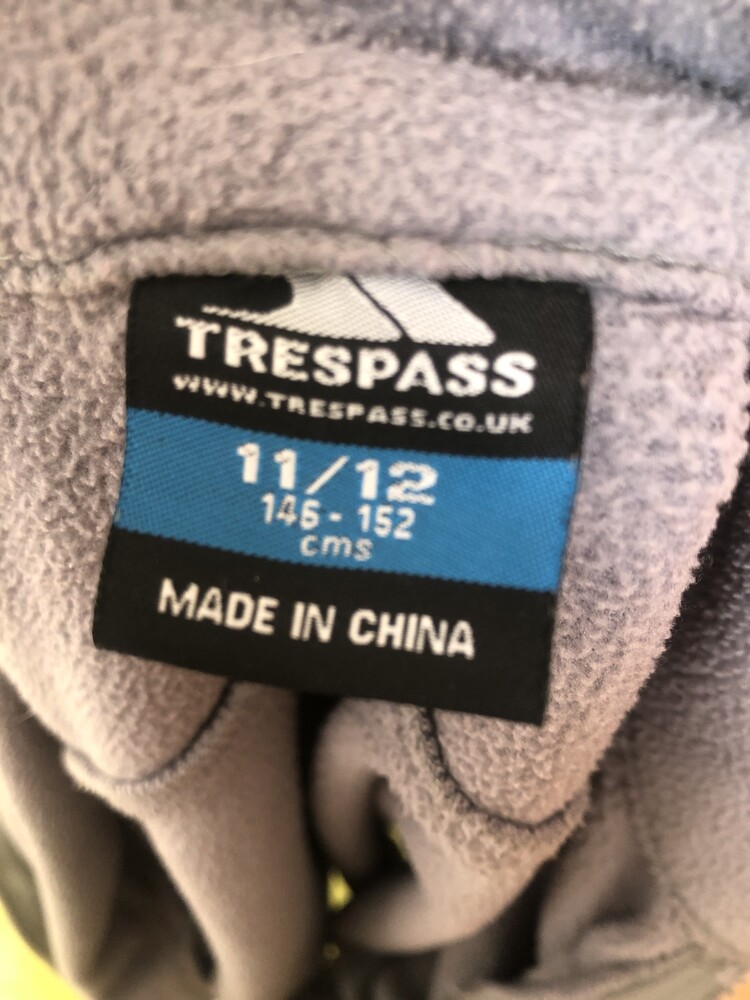 TRESPASS
WWW.TRESPASS.CO.UK
11/12
146 - 152
cms
MADE IN CHINA